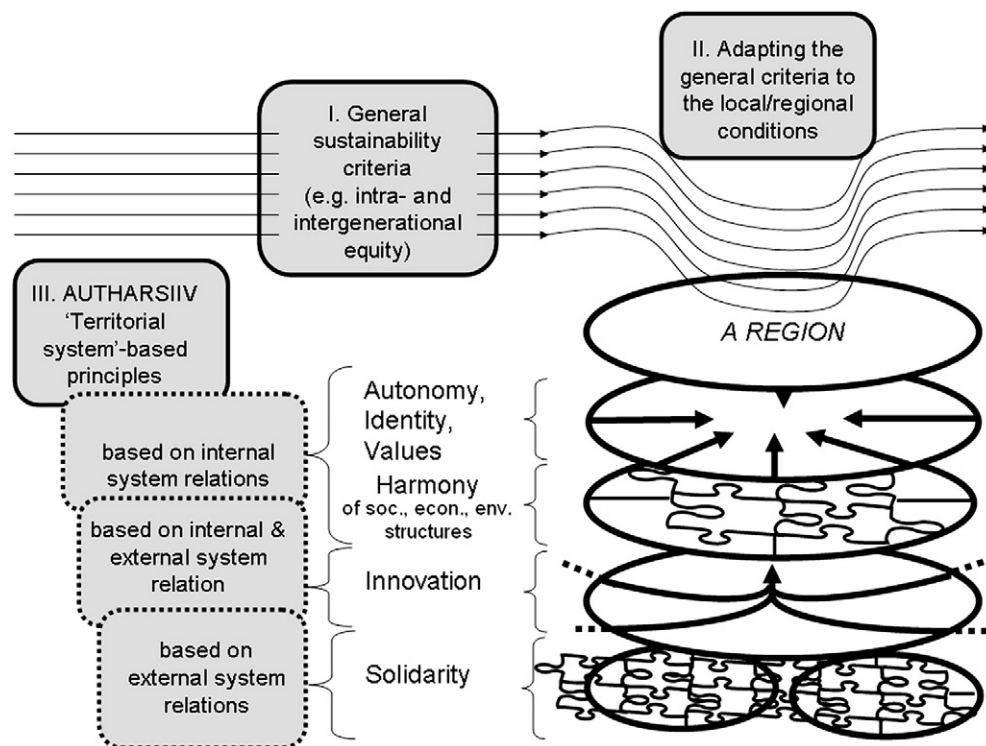 I. General
sustainability
criteria
(e.g. intra- and
intergenerational
equity)
II. Adapting the
general criteria to
the local/regional
conditions
III. AUTHARSIIV
‘Territorial
system’-based
principles
A REGION
based on internal
system relations
Autonomy,
Identity,
Values
Harmony
of soc., econ., env.
structures
based on internal &
external system
relation
Innovation
based on
external system
relations
Solidarity